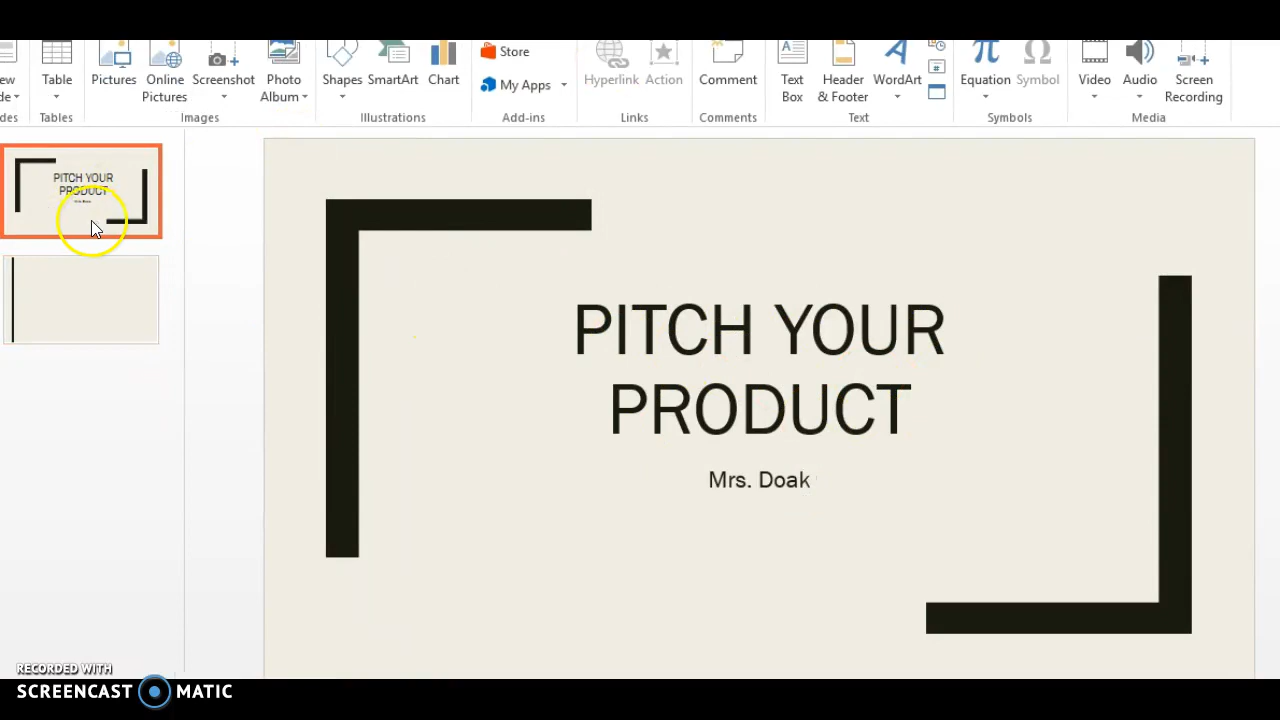 ew
de
Table
Pictures
Online
Pictures
Screenshot
Photo
Album
Shapes
SmartArt
Chart
Store
My Apps
Hyperlink
Action
Comment
Text
Box
Header
& Footer
WordArt
Equation
Symbol
Video
Audio
Screen
Recording
des
Tables
Images
Illustrations
Add-ins
Links
Comments
Text
Symbols
Media
PITCH YOUR
PRODUCT
PITCH YOUR
PRODUCT
Mrs. Doak
RECORDED WITH
SCREENCAST MATIC